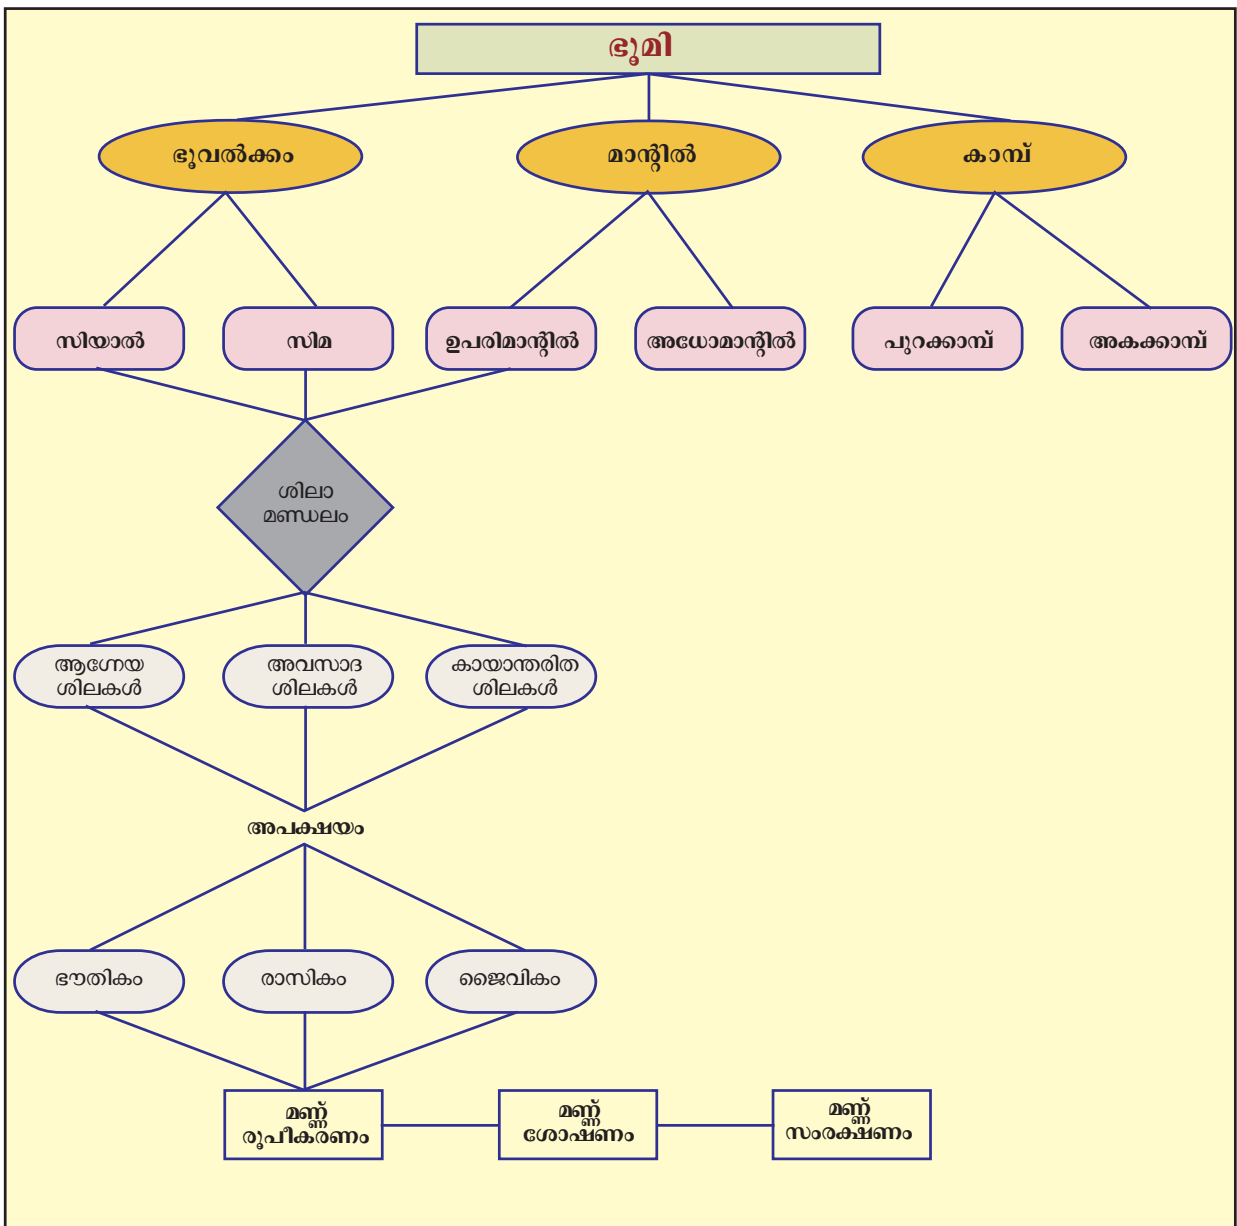 ഭൂമി
ഭൂവൽക്കം
മാന്റിൽ
കാമ്പ്
സിയാൽ
സിമ
ഉപരിമാന്റിൽ
അധോമാന്റിൽ
പുറക്കാമ്പ്
അകക്കാമ്പ്
ശിലാ
മണ്ഡലം
ആഗ്നേയ
ശിലകൾ
അവസാദ
ശിലകൾ
കായാന്തരിത
ശിലകൾ
അപക്ഷയം
ഭൗതികം
രാസികം
ജൈവികം
മണ്ണ്
രൂപീകരണം
മണ്ണ്
ശോഷണം
മണ്ണ്
സംരക്ഷണം